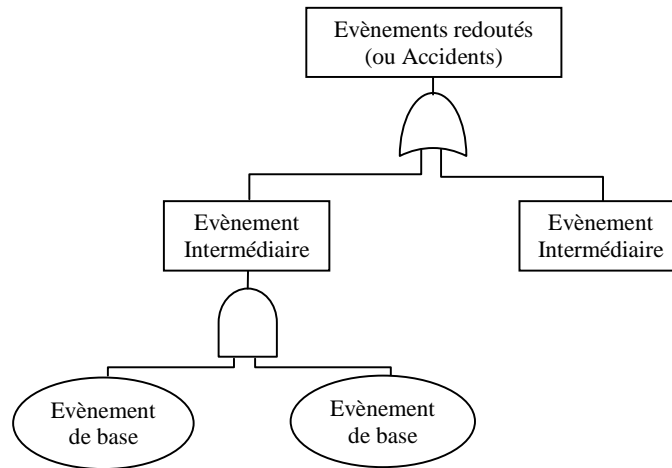 Evènements redoutés
(ou Accidents)
Evènement
Intermédiaire
Evènement
Intermédiaire
Evènement
de base
Evènement
de base